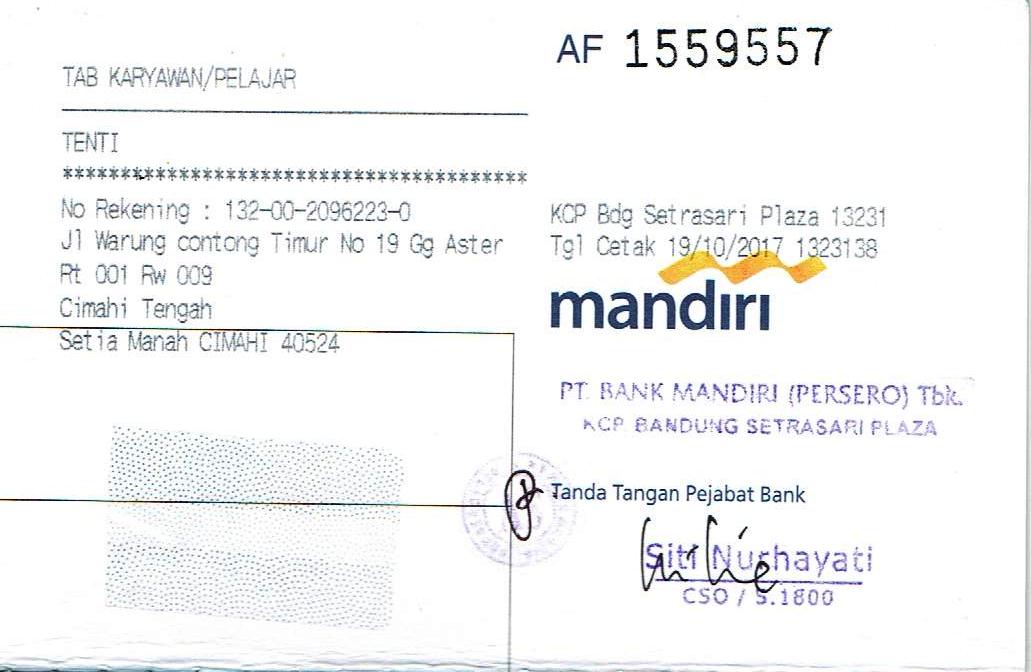 AF 1559557
TAB KARYAWAN/PELAJAR
TENTI
****************************************
No Rekening : 132-00-2096223-0
Jl Warung contong Timur No 19 Gg Aster
Rt 001 Rw 009
Cimahi Tengah
Setia Manah CIMAHI 40524
KCP Bdg Setrasari Plaza 13231
Tgl Cetak 19/10/2017 1323138
mandiri
PT. BANK MANDIRI (PERSERO) Tbk.
KCP BANDUNG SETRASARI PLAZA
Tanda Tangan Pejabat Bank
Siti Nurhayati
CSO / S.1800